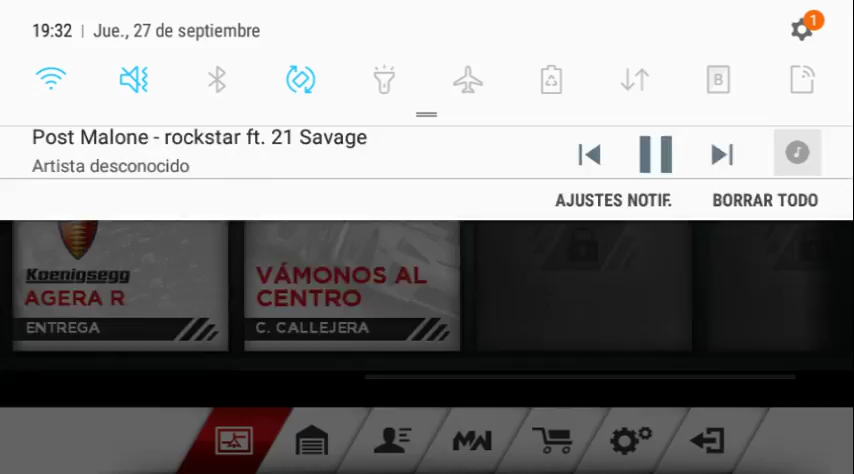 19:32 | Jue., 27 de septiembre
1
B
Post Malone - rockstar ft. 21 Savage
Artista desconocido
AJUSTES NOTIF. BORRAR TODO
Koenigsegg
AGERA R
ENTREGA
VÁMONOS AL
CENTRO
C. CALLEJERA
MW